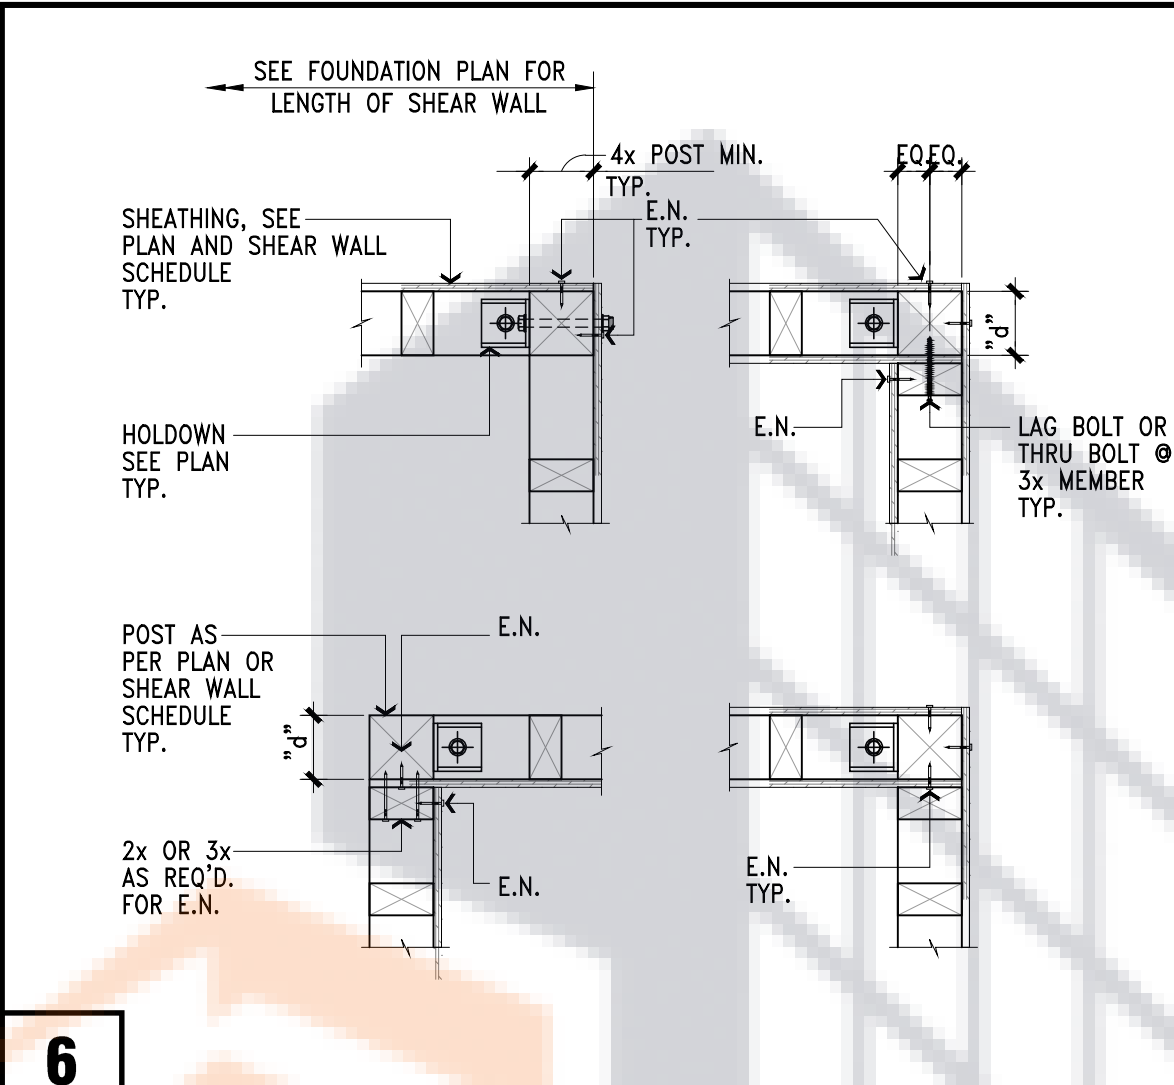 SEE FOUNDATION PLAN FOR
LENGTH OF SHEAR WALL
4x POST MIN.
TYP.
EQ.EQ.
SHEATHING, SEE
PLAN AND SHEAR WALL
SCHEDULE
TYP.
E.N.
TYP.
"d"
HOLDOWN
SEE PLAN
TYP.
E.N.
LAG BOLT OR
THRU BOLT @
3x MEMBER
TYP.
POST AS
PER PLAN OR
SHEAR WALL
SCHEDULE
TYP.
E.N.
"d"
2x OR 3x
AS REQ'D.
FOR E.N.
E.N.
E.N.
TYP.
6